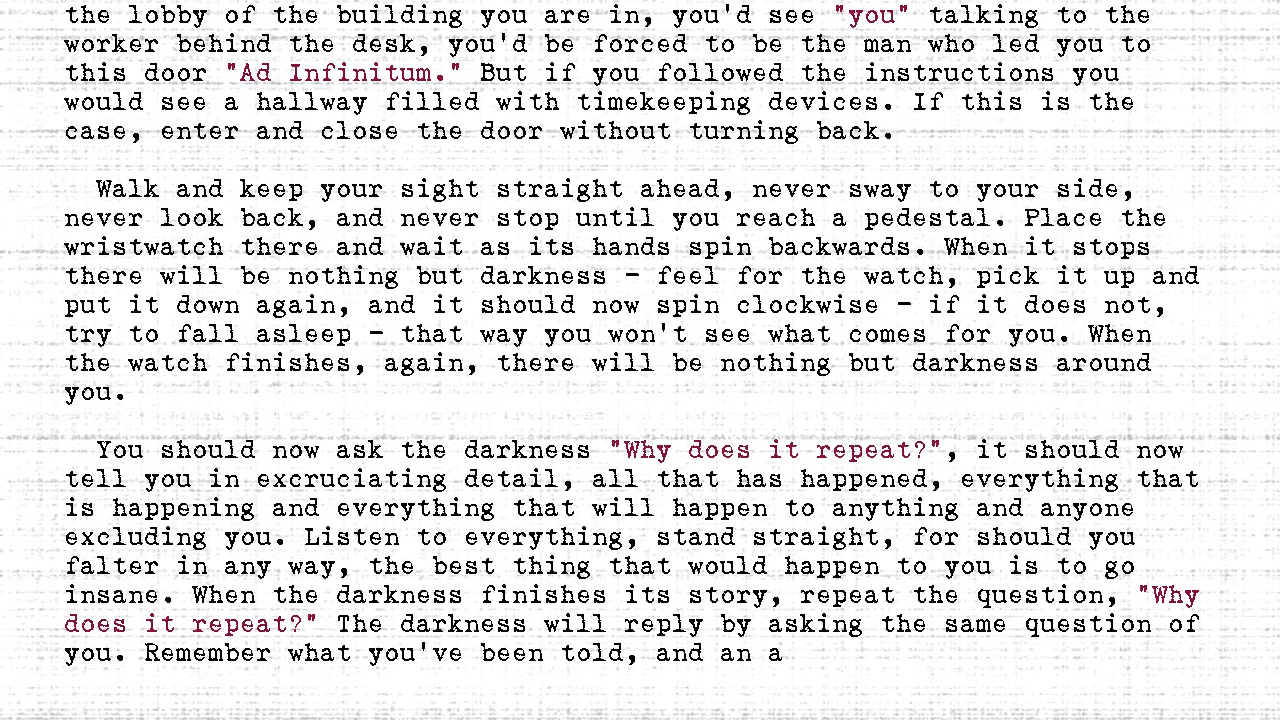 the lobby of the building you are in, you'd see "you" talking to the
worker behind the desk, you'd be forced to be the man who led you to
this door "Ad Infinitum." But if you followed the instructions you
would see a hallway filled with timekeeping devices. If this is the
case, enter and close the door without turning back.
Walk and keep your sight straight ahead, never sway to your side,
never look back, and never stop until you reach a pedestal. Place the
wristwatch there and wait as its hands spin backwards. When it stops
there will be nothing but darkness - feel for the watch, pick it up and
put it down again, and it should now spin clockwise - if it does not,
try to fall asleep - that way you won't see what comes for you. When
the watch finishes, again, there will be nothing but darkness around
you.
You should now ask the darkness "Why does it repeat?", it should now
tell you in excruciating detail, all that has happened, everything that
is happening and everything that will happen to anything and anyone
excluding you. Listen to everything, stand straight, for should you
falter in any way, the best thing that would happen to you is to go
insane. When the darkness finishes its story, repeat the question, "Why
does it repeat?" The darkness will reply by asking the same question of
you. Remember what you've been told, and an a